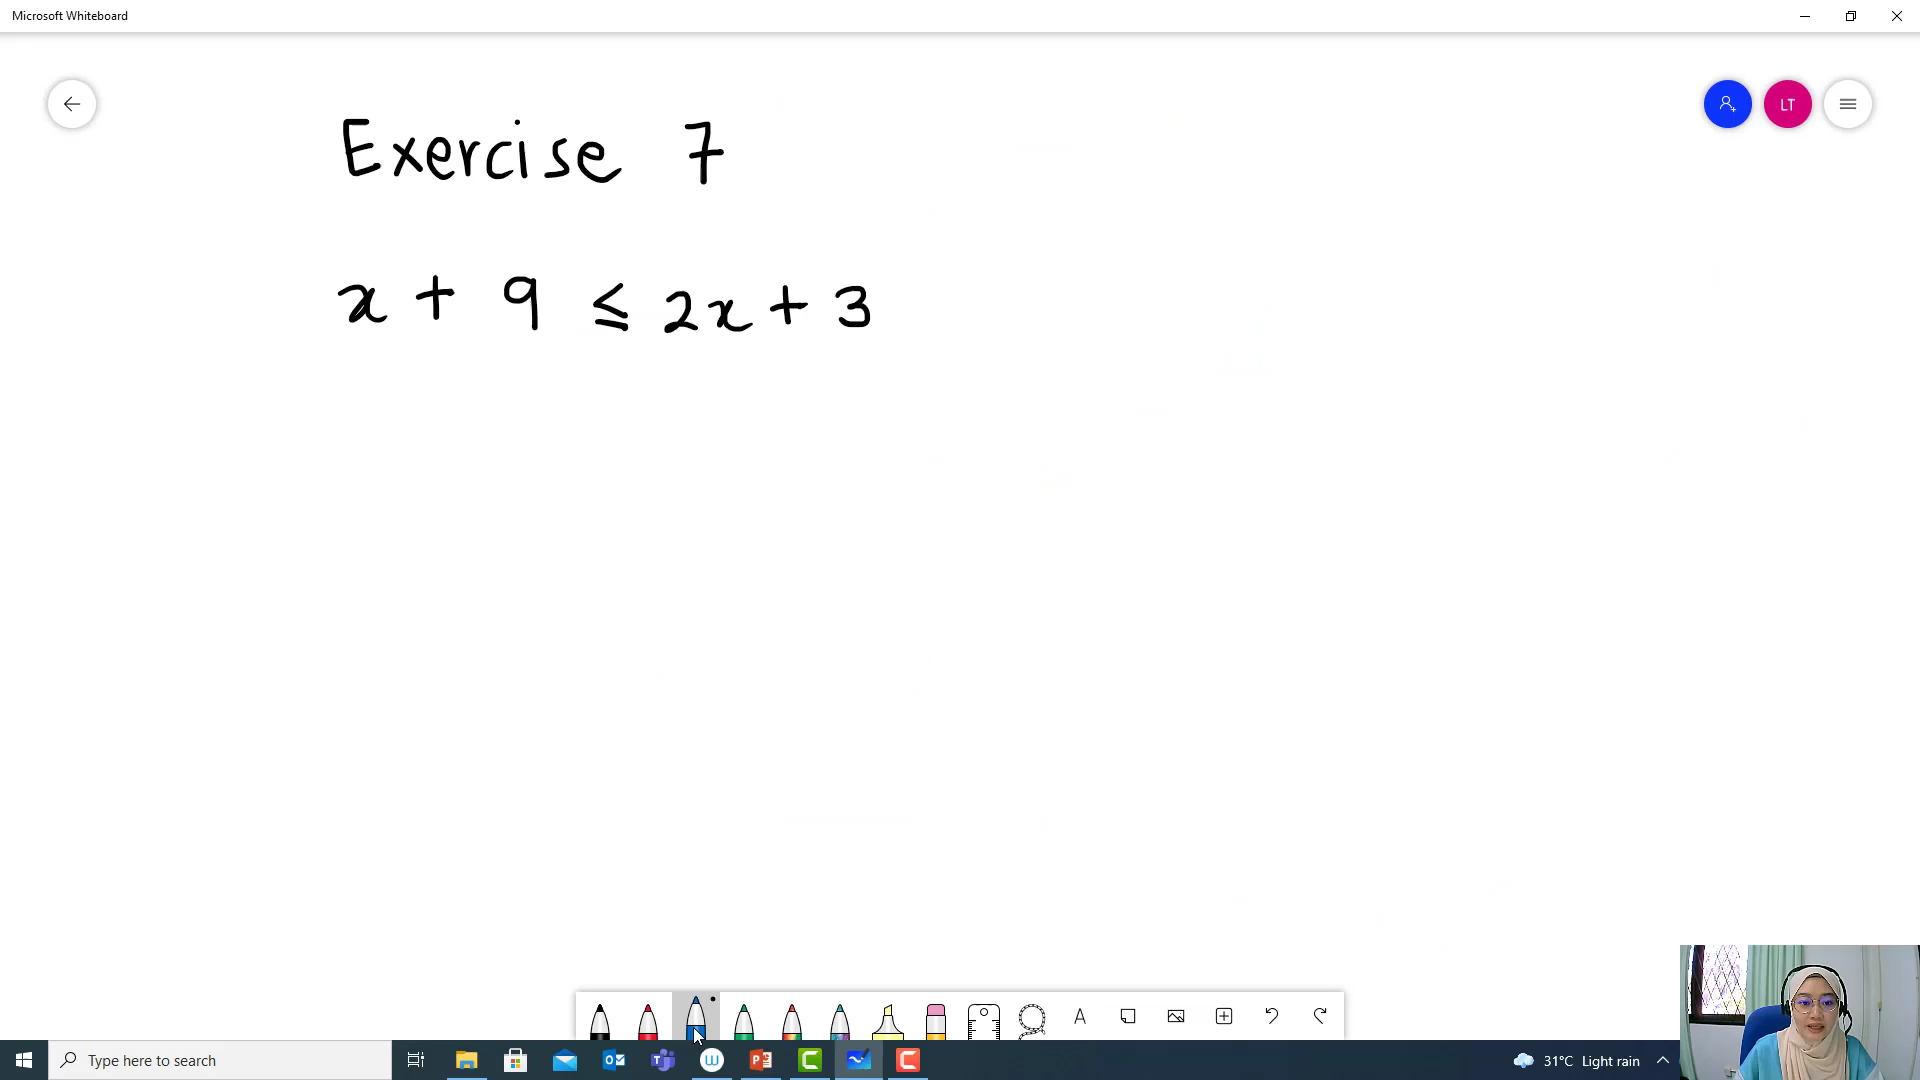 Microsoft Whiteboard
LT
Exercise 7
x + 9 ≤ 2x + 3
A
Type here to search
31°C Light rain